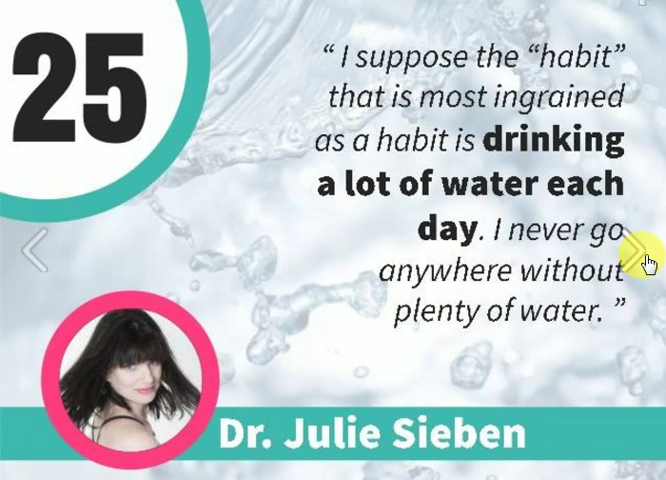 25
“ I suppose the “habit”
that is most ingrained
as a habit is drinking
a lot of water each
day. I never go
anywhere without
plenty of water. ”
Dr. Julie Sieben